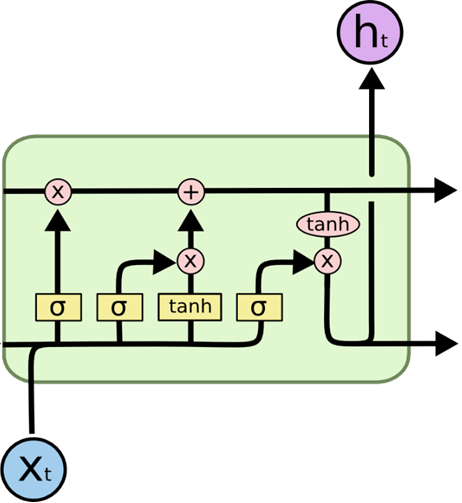 ht
x +
tanh
x x
σ σ tanh σ
Xt